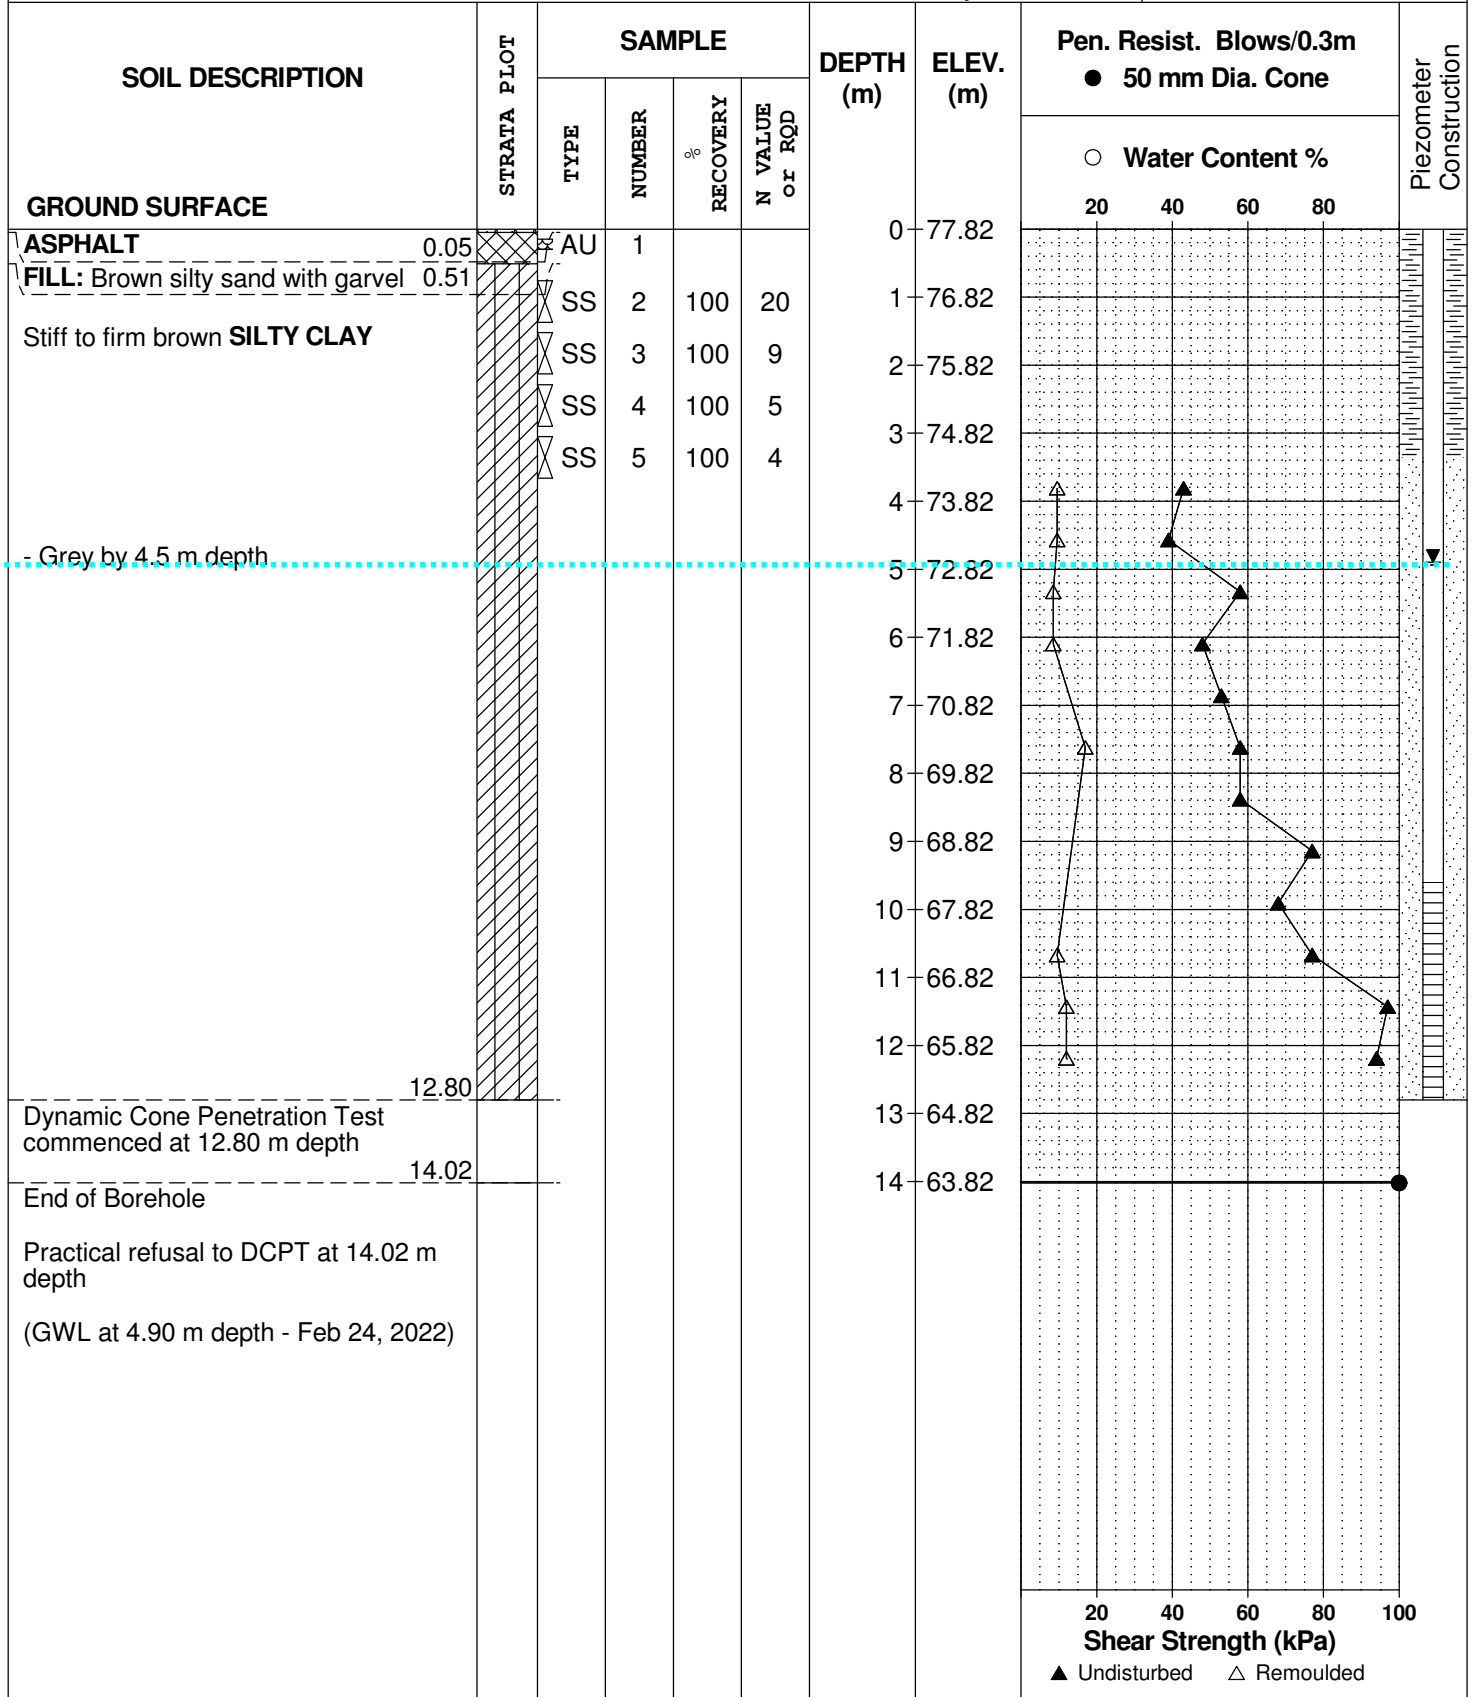 SOIL DESCRIPTION
GROUND SURFACE
STRATA PLOT
SAMPLE
TYPE
NUMBER
%
RECOVERY
N VALUE
or RQD
DEPTH
(m)
ELEV.
(m)
Pen. Resist. Blows/0.3m
● 50 mm Dia. Cone
○ Water Content %
20 40 60 80
Piezometer
Construction
0 77.82
ASPHALT 0.05 AU 1
FILL: Brown silty sand with garvel 0.51
SS 2 100 20
1 76.82
Stiff to firm brown SILTY CLAY
SS 3 100 9
2 75.82
SS 4 100 5
3 74.82
SS 5 100 4
4 73.82
- Grey by 4.5 m depth
5 72.82
6 71.82
7 70.82
8 69.82
9 68.82
10 67.82
11 66.82
12 65.82
12.80
Dynamic Cone Penetration Test
commenced at 12.80 m depth
13 64.82
14.02
14 63.82
End of Borehole
Practical refusal to DCPT at 14.02 m
depth
(GWL at 4.90 m depth - Feb 24, 2022)
20 40 60 80 100
Shear Strength (kPa)
▲ Undisturbed △ Remoulded